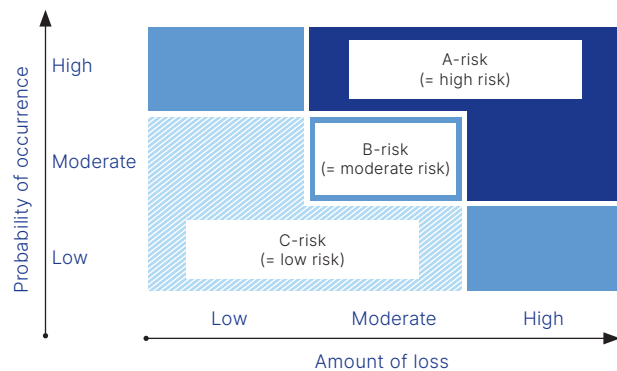 Probability of occurrence
High
Moderate
Low
A-risk
(= high risk)
B-risk
(= moderate risk)
C-risk
(= low risk)
Low
Moderate
High
Amount of loss